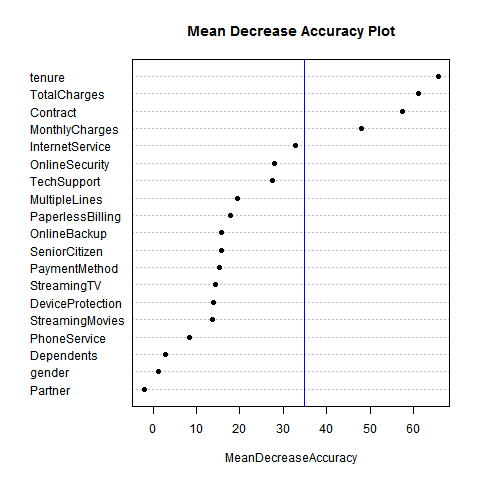 Mean Decrease Accuracy Plot
tenure
TotalCharges
Contract
MonthlyCharges
InternetService
OnlineSecurity
TechSupport
MultipleLines
PaperlessBilling
OnlineBackup
SeniorCitizen
PaymentMethod
StreamingTV
DeviceProtection
StreamingMovies
PhoneService
Dependents
gender
Partner
0 10 20 30 40 50 60
MeanDecreaseAccuracy